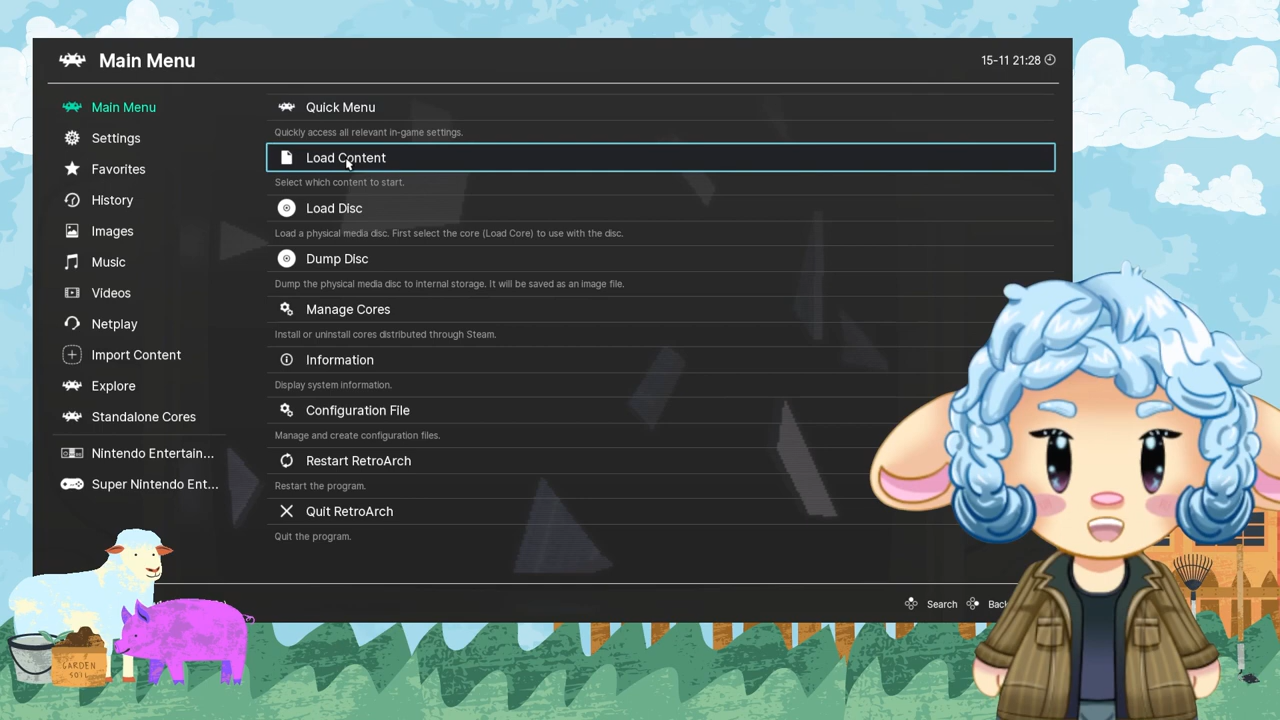 Main Menu
15-11 21:28
Main Menu
Settings
Favorites
History
Images
Music
Videos
Netplay
Import Content
Explore
Standalone Cores
Nintendo Entertain...
Super Nintendo Ent...
Quick Menu
Quickly access all relevant in-game settings.
Load Content
Select which content to start.
Load Disc
Load a physical media disc. First select the core (Load Core) to use with the disc.
Dump Disc
Dump the physical media disc to internal storage. It will be saved as an image file.
Manage Cores
Install or uninstall cores distributed through Steam.
Information
Display system information.
Configuration File
Manage and create configuration files.
Restart RetroArch
Restart the program.
Quit RetroArch
Quit the program.
Search
GARDEN
SOIL